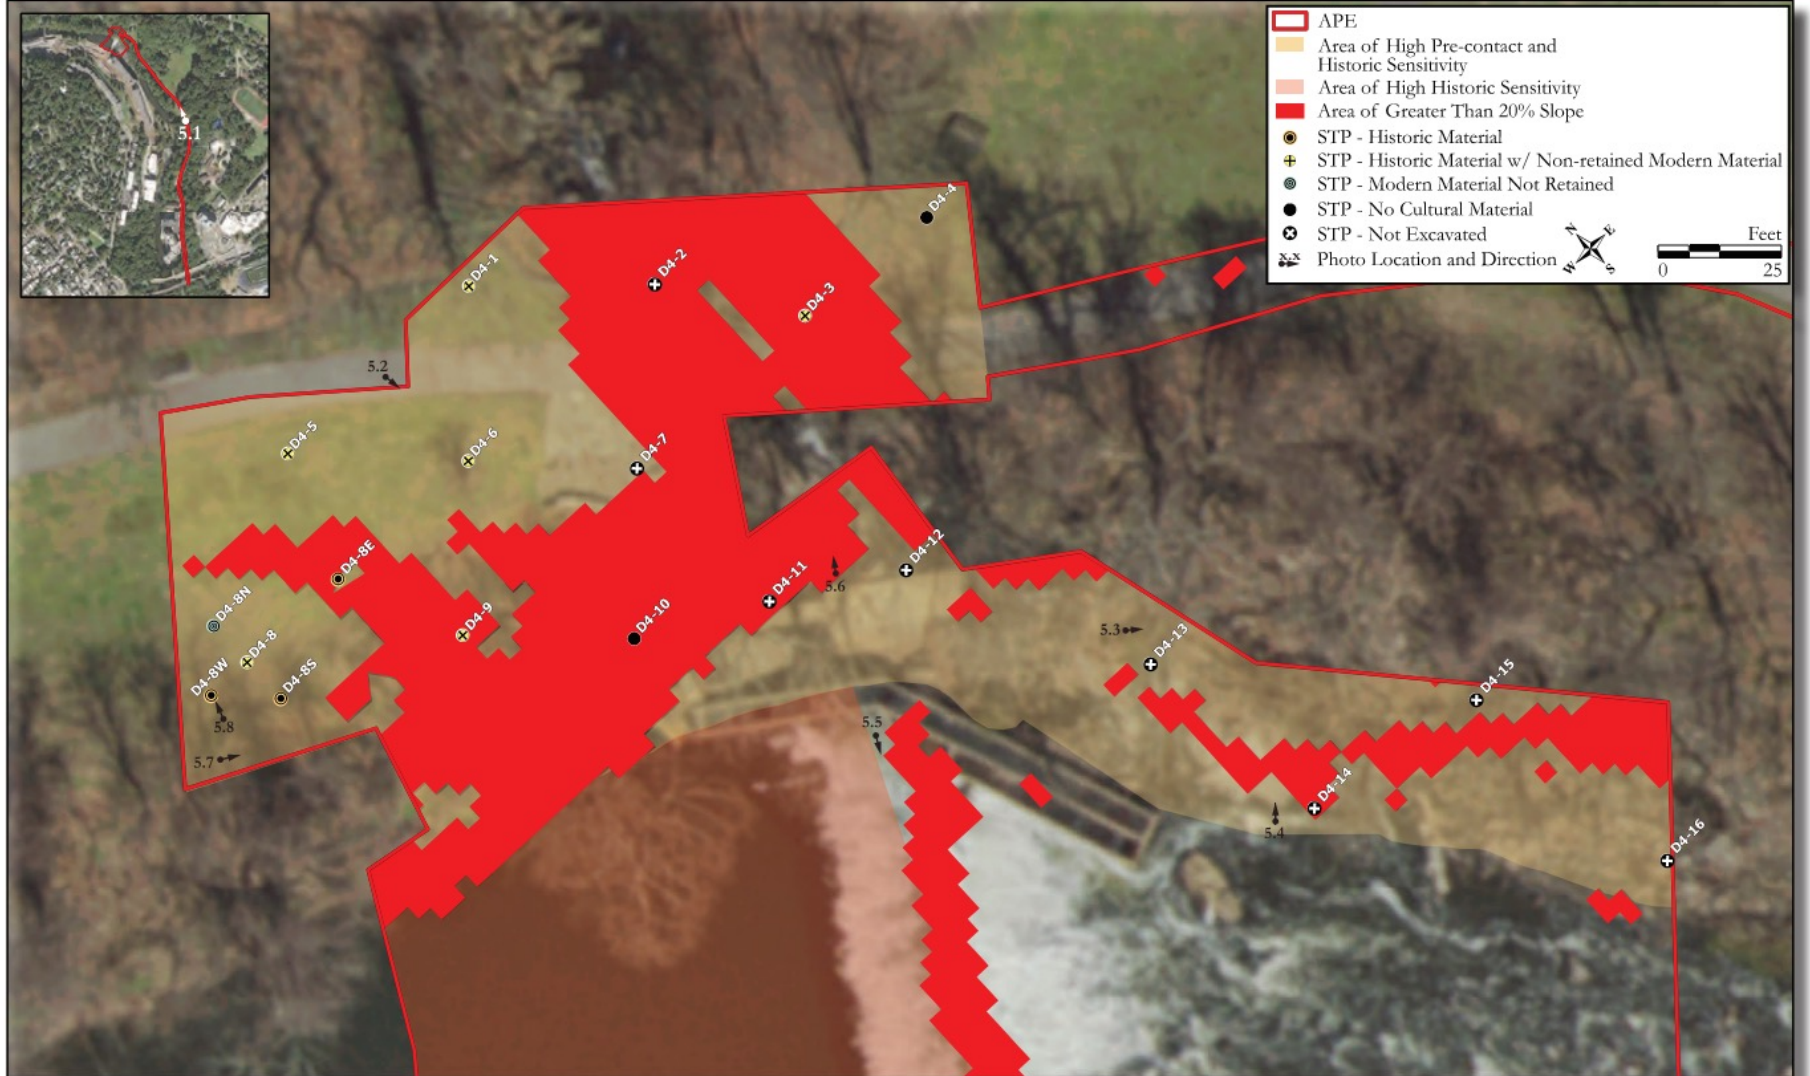 5.1
APE
Area of High Pre-contact and
Historic Sensitivity
Area of High Historic Sensitivity
Area of Greater Than 20% Slope
STP - Historic Material
STP - Historic Material w/ Non-retained Modern Material
STP - Modern Material Not Retained
STP - No Cultural Material
STP - Not Excavated
x.x Photo Location and Direction
N
E
W
S
Feet
0 25
D4-4
D4-1
D4-2
D4-3
5.2
D4-5
D4-6
D4-7
D4-8E
D4-12
D4-11
5.6
D4-8N
D4-9
D4-10
5.3
D4-13
D4-8
D4-8W
D4-8S
D4-15
5.8
5.5
5.7
D4-14
5.4
D4-16